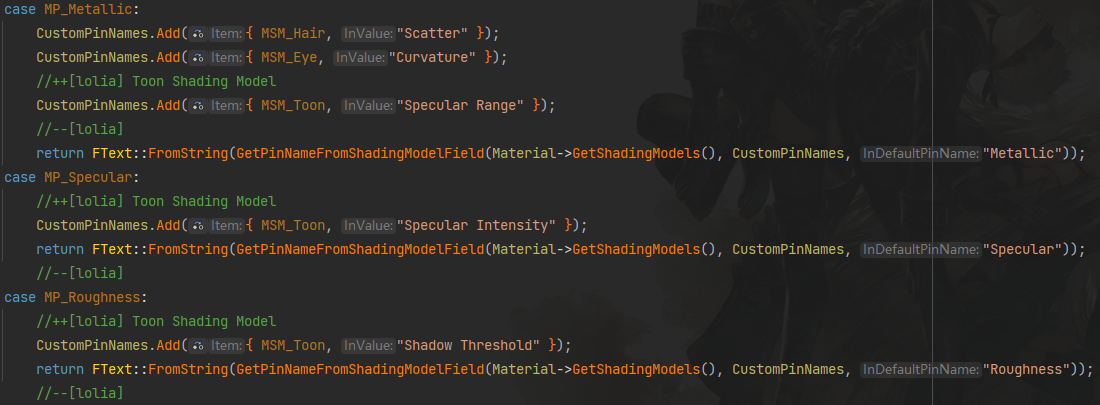 case MP_Metallic:
CustomPinNames.Add( Item: { MSM_Hair, InValue: "Scatter" });
CustomPinNames.Add( Item: { MSM_Eye, InValue: "Curvature" });
//++[lolia] Toon Shading Model
CustomPinNames.Add( Item: { MSM_Toon, InValue: "Specular Range" });
//--[lolia]
return FText::FromString(GetPinNameFromShadingModelField(Material->GetShadingModels(), CustomPinNames, InDefaultPinName: "Metallic"));
case MP_Specular:
//++[lolia] Toon Shading Model
CustomPinNames.Add( Item: { MSM_Toon, InValue: "Specular Intensity" });
return FText::FromString(GetPinNameFromShadingModelField(Material->GetShadingModels(), CustomPinNames, InDefaultPinName: "Specular"));
//--[lolia]
case MP_Roughness:
//++[lolia] Toon Shading Model
CustomPinNames.Add( Item: { MSM_Toon, InValue: "Shadow Threshold" });
return FText::FromString(GetPinNameFromShadingModelField(Material->GetShadingModels(), CustomPinNames, InDefaultPinName: "Roughness"));
//--[lolia]